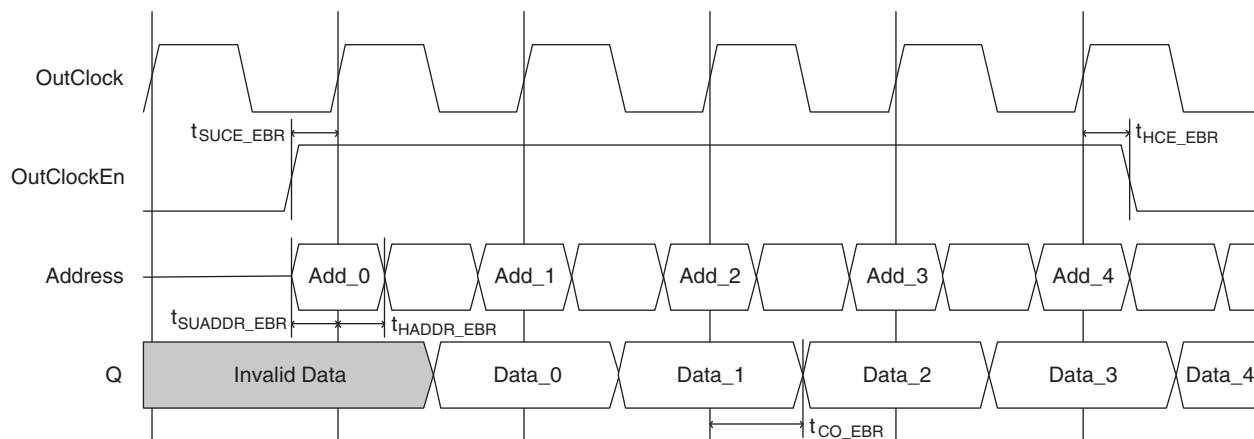 OutClock
tSUCE_EBR
tHCE_EBR
OutClockEn
Address Add_0 Add_1 Add_2 Add_3 Add_4
tSUADDR_EBR tHADDR_EBR
Q Invalid Data Data_0 Data_1 Data_2 Data_3 Data_4
tCO_EBR